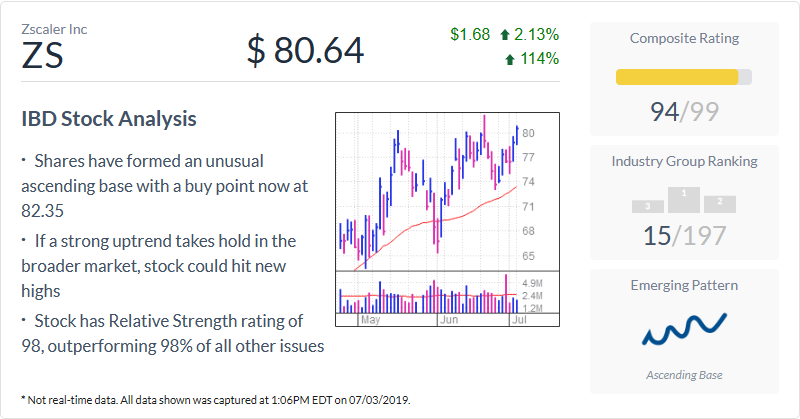 Zscaler Inc
ZS
$ 80.64
$1.68 2.13%
114%
IBD Stock Analysis
· Shares have formed an unusual
ascending base with a buy point now at
82.35
· If a strong uptrend takes hold in the
broader market, stock could hit new
highs
· Stock has Relative Strength rating of
98, outperforming 98% of all other issues
80
77
74
71
68
65
4.9M
2.4M
1.2M
May Jun Jul
Composite Rating
94/99
Industry Group Ranking
3 1 2
15/197
Emerging Pattern
Ascending Base
* Not real-time data. All data shown was captured at 1:06PM EDT on 07/03/2019.